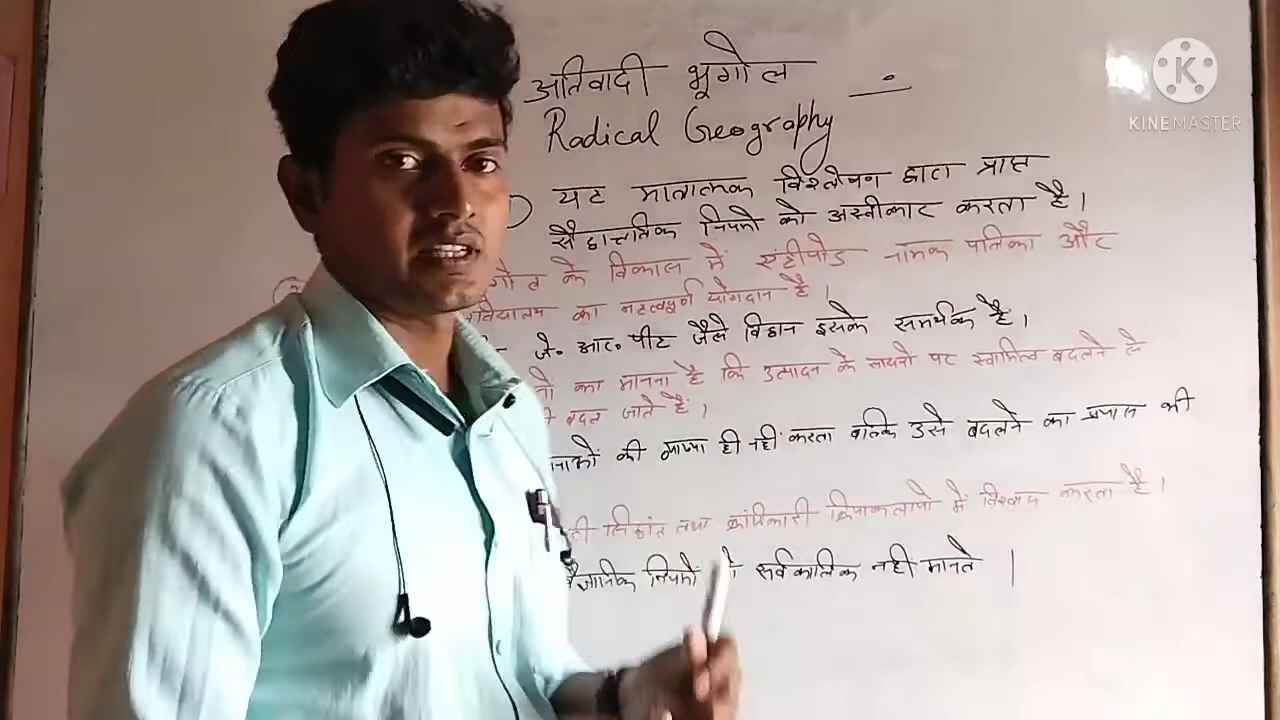 अतिवादी भूगोल
Radical Geography
KINEMASTER
यह मात्रात्मक विश्लेषण द्वारा प्राप्त
सैद्धान्तिक नियमों को अस्वीकार करता है।
के विकास में एंटीपोड नामक पत्रिका और
का महत्वपूर्ण योगदान है।
जे॰ आर॰ पीट जैसे विद्वान इसके समर्थक है।
का मानना है कि उत्पादन के साधनो पर स्वामित्व बदलने से
बदल जाते हैं।
की व्याख्या ही नहीं करता बल्कि उसे बदलने का प्रयास भी
तथा क्रांतिकारी क्रियाकलापो में विश्वास करता है।
वैज्ञानिक नियमों सर्वकालिक नहीं मानते।